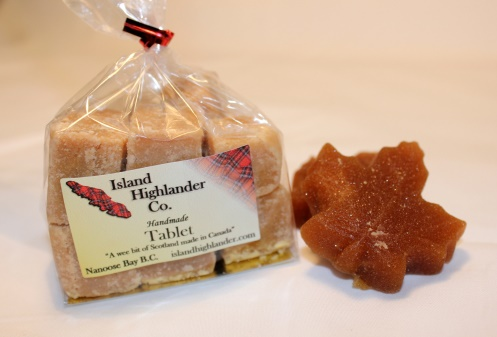 Island
Highlander
Co.
Handmade
Tablet
"A wee bit of Scotland made in Canada"
Nanoose Bay B.C. islandhighlander.com